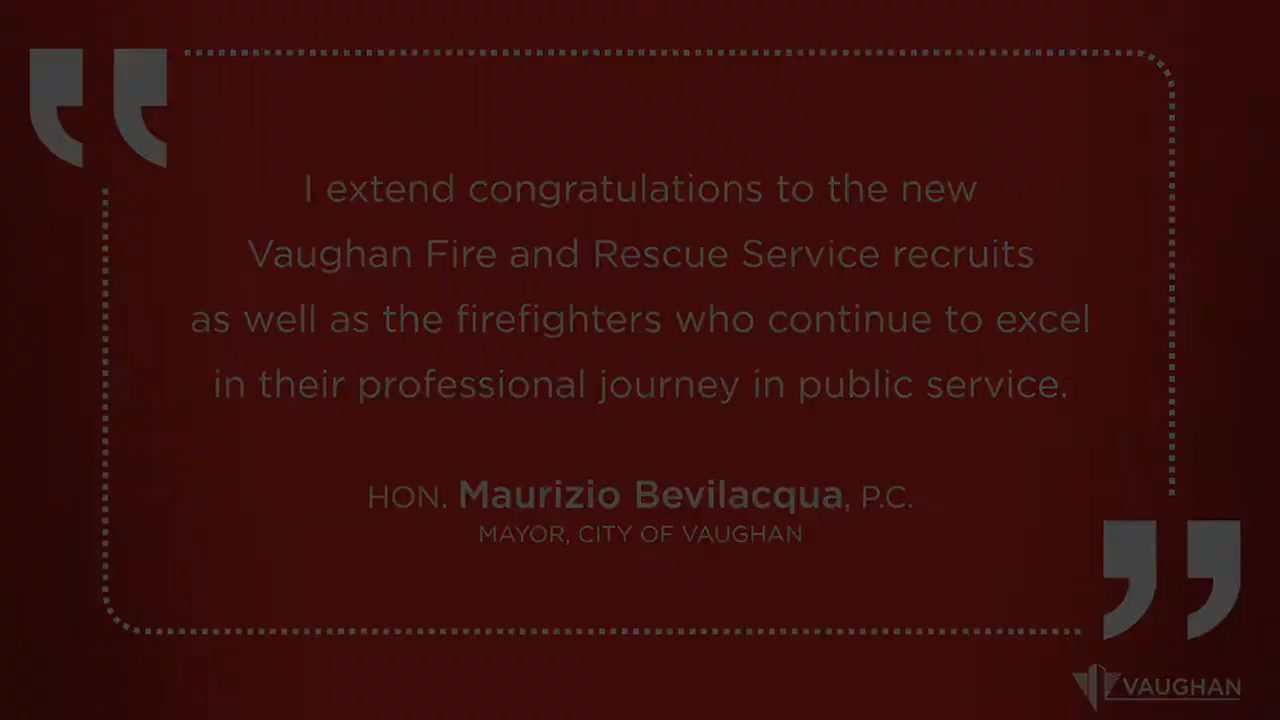 I extend congratulations to the new
Vaughan Fire and Rescue Service recruits
as well as the firefighters who continue to excel
in their professional journey in public service.
HON. Maurizio Bevilacqua, P.C.
MAYOR, CITY OF VAUGHAN
VAUGHAN